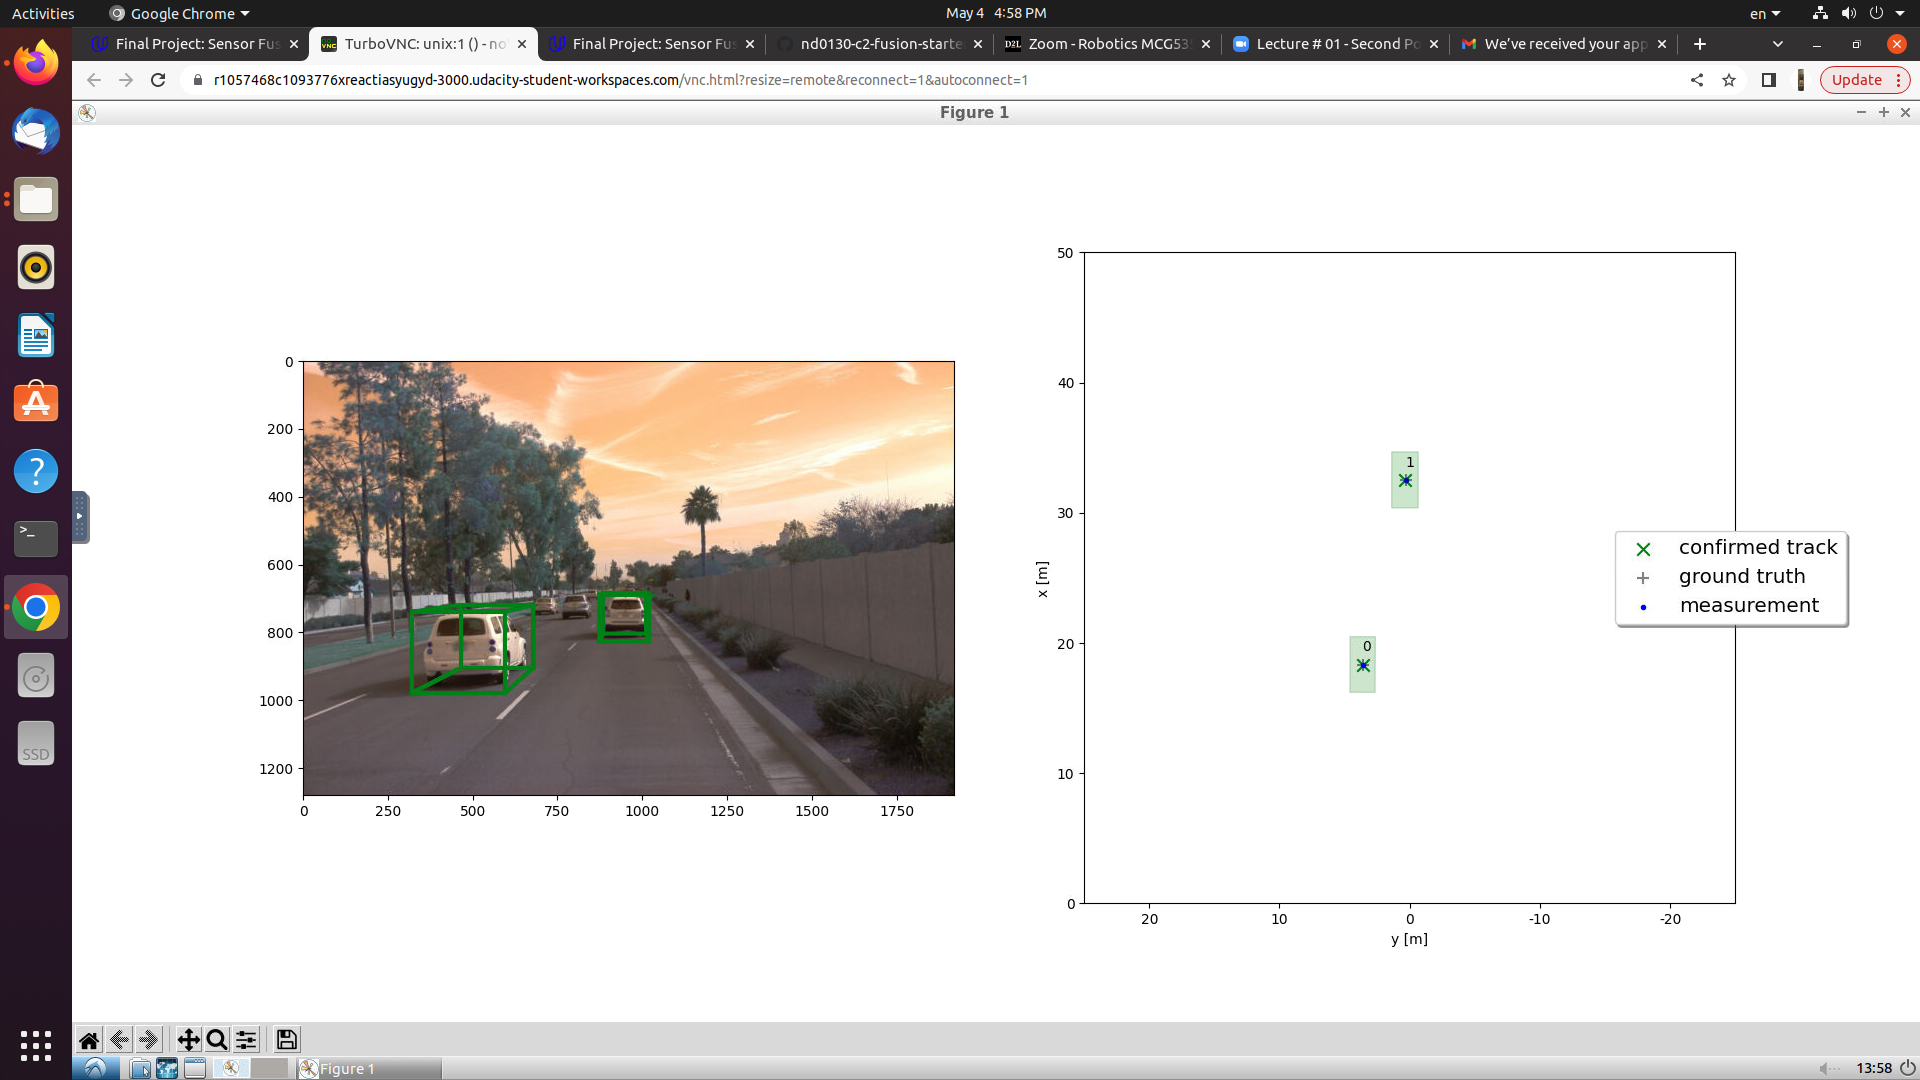 Activities
Google Chrome
May 4 4:58 PM
en
Final Project: Sensor Fus
TurboVNC: unix:1 () - no
Final Project: Sensor Fus
nd0130-c2-fusion-starte
D2L
Zoom - Robotics MCG53
Lecture # 01 - Second Po
We've received your app
r1057468c1093776xreactiasyugyd-3000.udacity-student-workspaces.com/vnc.html?resize=remote&reconnect=1&autoconnect=1
Update
Figure 1
0
200
400
600
800
1000
1200
0
250
500
750
1000
1250
1500
1750
50
40
30
20
10
0
x [m]
1
0
20
10
0
-10
-20
y [m]
confirmed track
ground truth
measurement
SSD
Figure 1
13:58